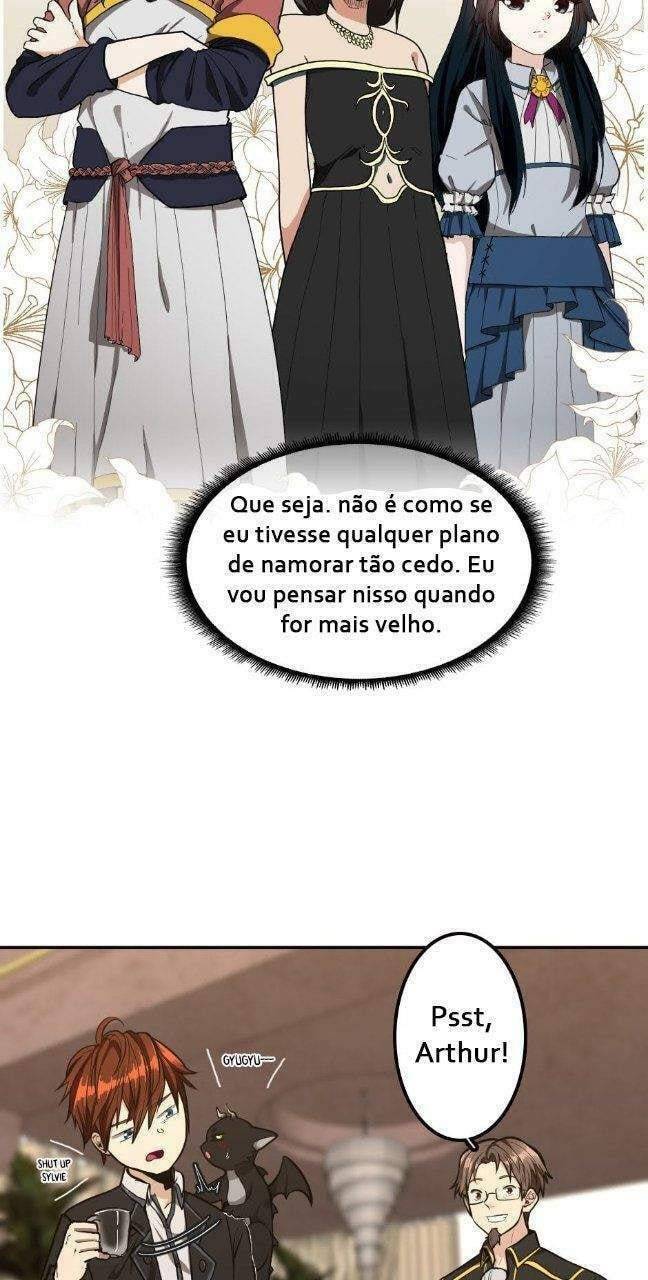 Que seja. não é como se
eu tivesse qualquer plano
de namorar tão cedo. Eu
vou pensar nisso quando
for mais velho.
Psst,
Arthur!
GYUGYU—
SHUT UP
SYLVIE